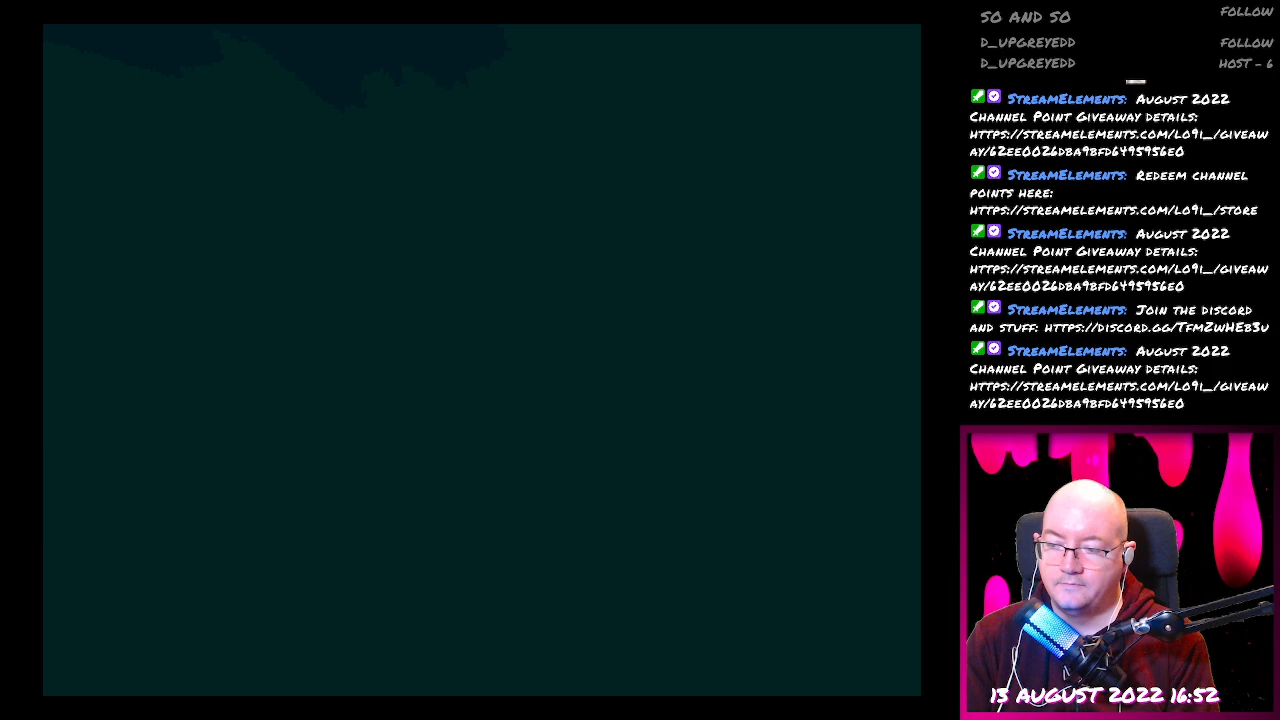 SO AND SO FOLLOW
D_UPGREYEDD FOLLOW
D_UPGREYEDD HOST - 6
StreamElements: August 2022
Channel Point Giveaway details:
https://streamelements.com/lo9i_/giveaw
ay/62ee0026dba9bfd6495956e0
StreamElements: Redeem channel
points here:
https://streamelements.com/lo9i_/store
StreamElements: August 2022
Channel Point Giveaway details:
https://streamelements.com/lo9i_/giveaw
ay/62ee0026dba9bfd6495956e0
StreamElements: Join the discord
and stuff: https://discord.gg/TfmZwHEb3u
StreamElements: August 2022
Channel Point Giveaway details:
https://streamelements.com/lo9i_/giveaw
ay/62ee0026dba9bfd6495956e0
13 AUGUST 2022 16:52